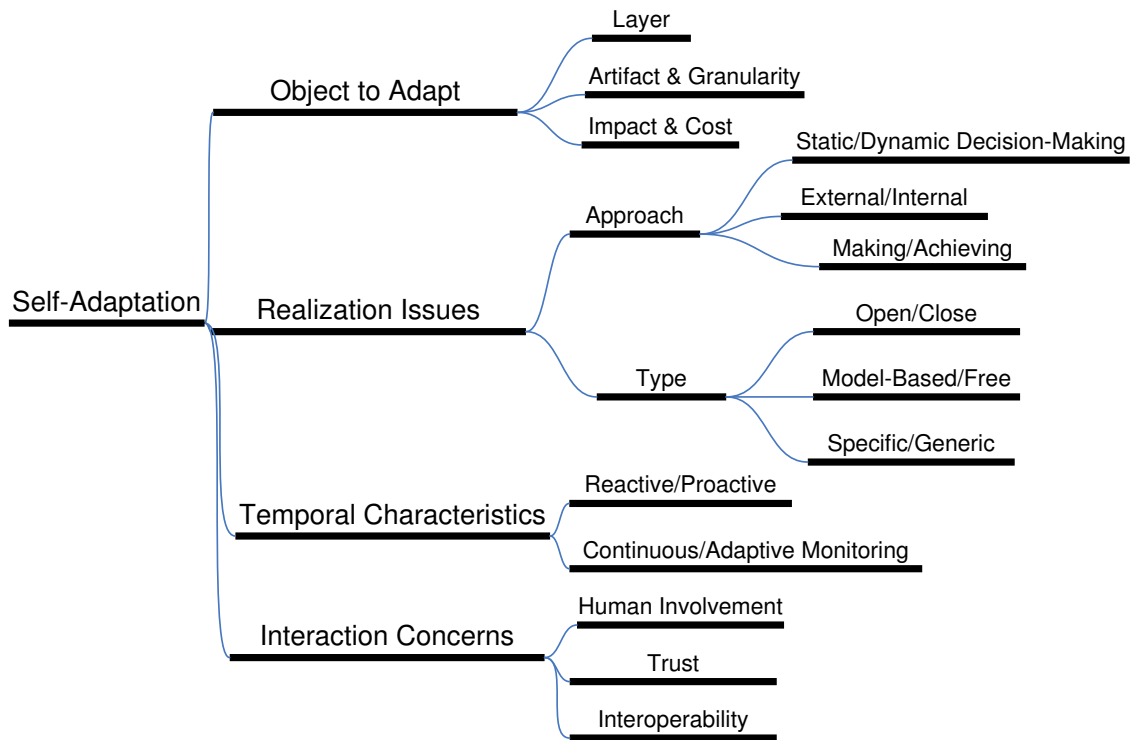 Self-Adaptation
Object to Adapt
Layer
Artifact & Granularity
Impact & Cost
Realization Issues
Approach
Static/Dynamic Decision-Making
External/Internal
Making/Achieving
Type
Open/Close
Model-Based/Free
Specific/Generic
Temporal Characteristics
Reactive/Proactive
Continuous/Adaptive Monitoring
Interaction Concerns
Human Involvement
Trust
Interoperability